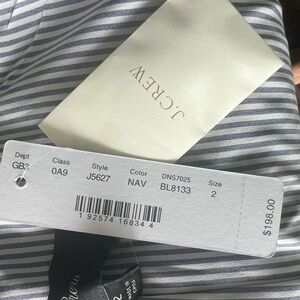 J.CREW
Dept Class Style Color DNS7025 Size
GB3 0A9 J5627 NAV BL8133 2
1 92574 16834 4
$198.00
2